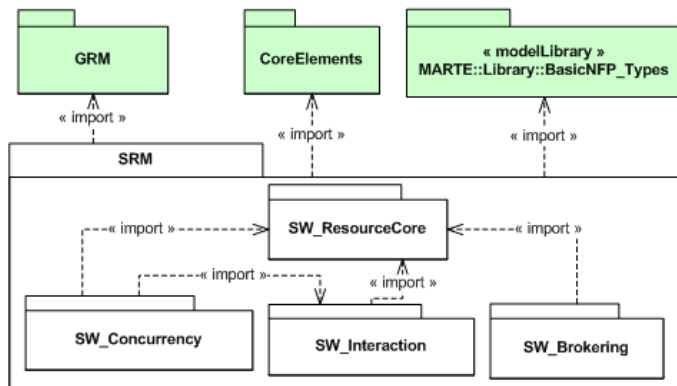 GRM
CoreElements
« modelLibrary »
MARTE::Library::BasicNFP_Types
« import »
« import »
« import »
SRM
« import »
SW_ResourceCore
« import »
« import »
« import »
SW_Concurrency
SW_Interaction
SW_Brokering